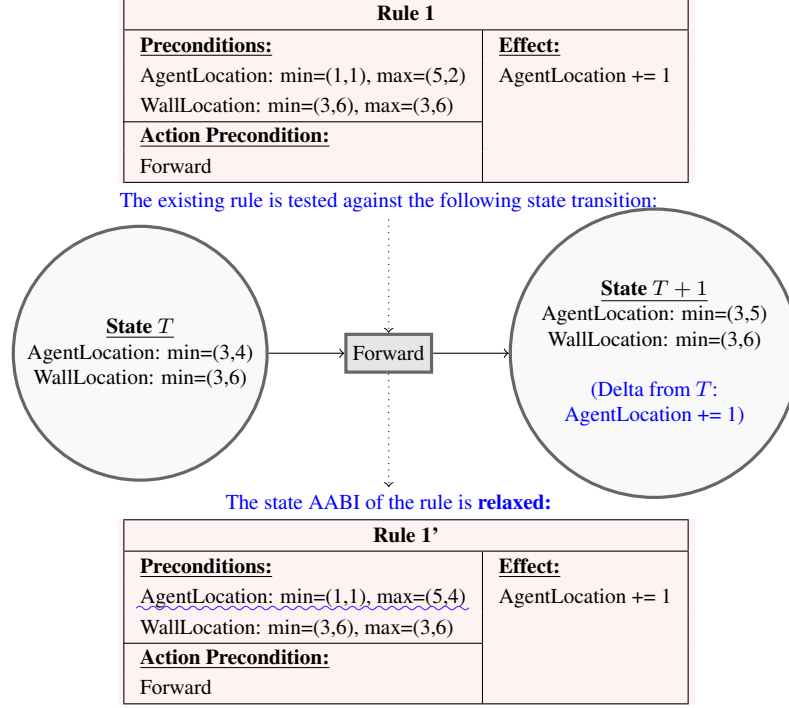 Rule 1
Preconditions:
Effect:
AgentLocation: min=(1,1), max=(5,2)
AgentLocation += 1
WallLocation: min=(3,6), max=(3,6)
Action Precondition:
Forward
The existing rule is tested against the following state transition:
State T
AgentLocation: min=(3,4)
WallLocation: min=(3,6)
Forward
State T + 1
AgentLocation: min=(3,5)
WallLocation: min=(3,6)
(Delta from T:
AgentLocation += 1)
The state AABI of the rule is relaxed:
Rule 1’
Preconditions:
Effect:
AgentLocation: min=(1,1), max=(5,4)
AgentLocation += 1
WallLocation: min=(3,6), max=(3,6)
Action Precondition:
Forward